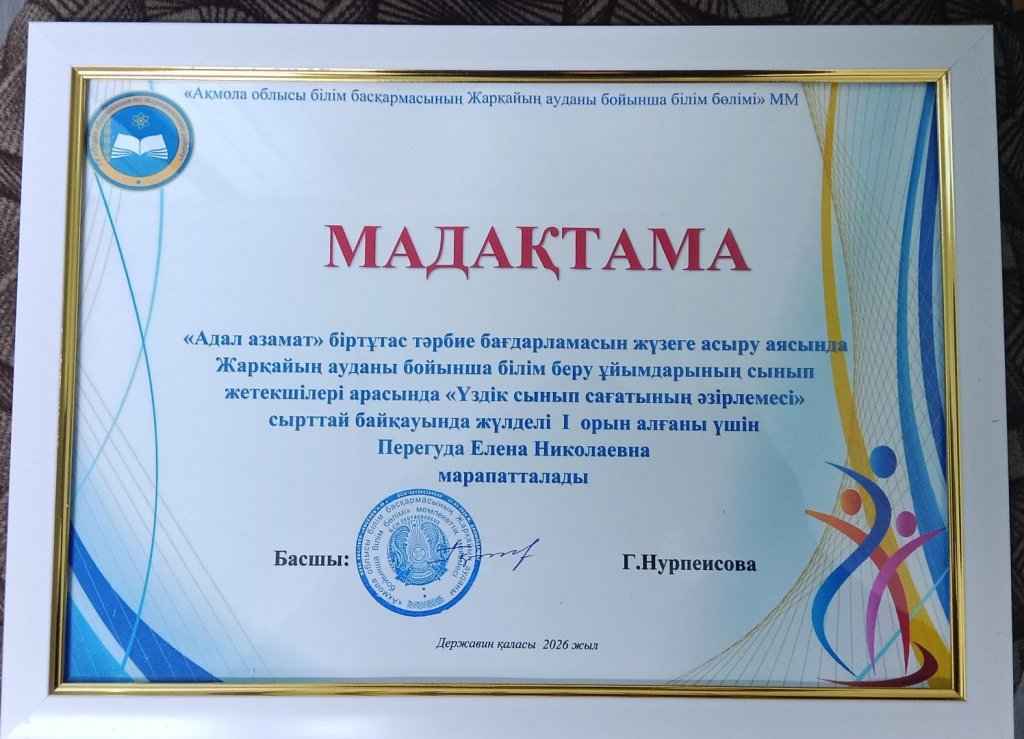 «Ақмола облысы білім басқармасының Жарқайың ауданы бойынша білім бөлімі» ММ
МАДАҚТАМА
«Адал азамат» біртұтас тәрбие бағдарламасын жүзеге асыру аясында
Жарқайың ауданы бойынша білім беру ұйымдарының сынып
жетекшілері арасында «Үздік сынып сағатының әзірлемесі»
сырттай байқауында жүлделі I орын алғаны үшін
Перегуда Елена Николаевна
марапатталады
Басшы:
Г.Нурпеисова
Державин қаласы 2026 жыл